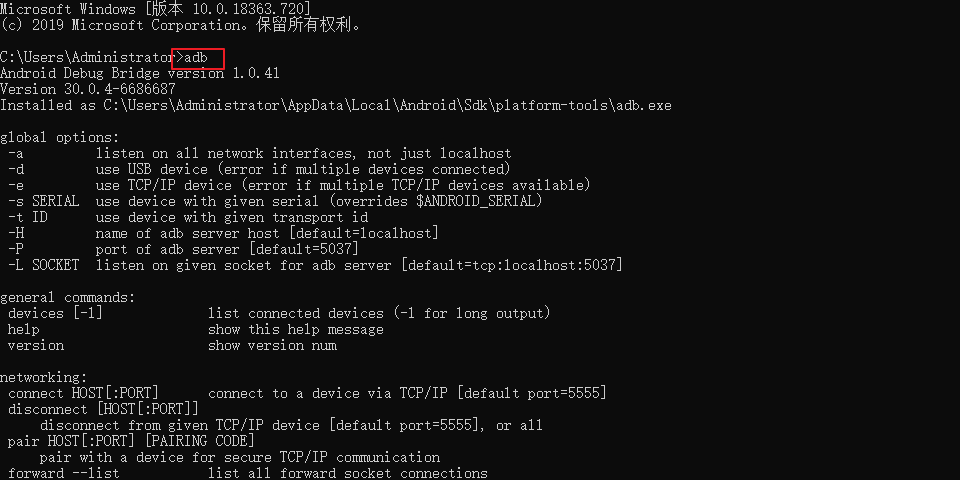 Microsoft Windows [版本 10.0.18363.720]
(c) 2019 Microsoft Corporation。保留所有权利。
C:\Users\Administrator>adb
Android Debug Bridge version 1.0.41
Version 30.0.4-6686687
Installed as C:\Users\Administrator\AppData\Local\Android\Sdk\platform-tools\adb.exe
global options:
-a listen on all network interfaces, not just localhost
-d use USB device (error if multiple devices connected)
-e use TCP/IP device (error if multiple TCP/IP devices available)
-s SERIAL use device with given serial (overrides $ANDROID_SERIAL)
-t ID use device with given transport id
-H name of adb server host [default=localhost]
-P port of adb server [default=5037]
-L SOCKET listen on given socket for adb server [default=tcp:localhost:5037]
general commands:
devices [-l] list connected devices (-l for long output)
help show this help message
version show version num
networking:
connect HOST[:PORT] connect to a device via TCP/IP [default port=5555]
disconnect [HOST[:PORT]]
disconnect from given TCP/IP device [default port=5555], or all
pair HOST[:PORT] [PAIRING CODE]
pair with a device for secure TCP/IP communication
forward --list list all forward socket connections